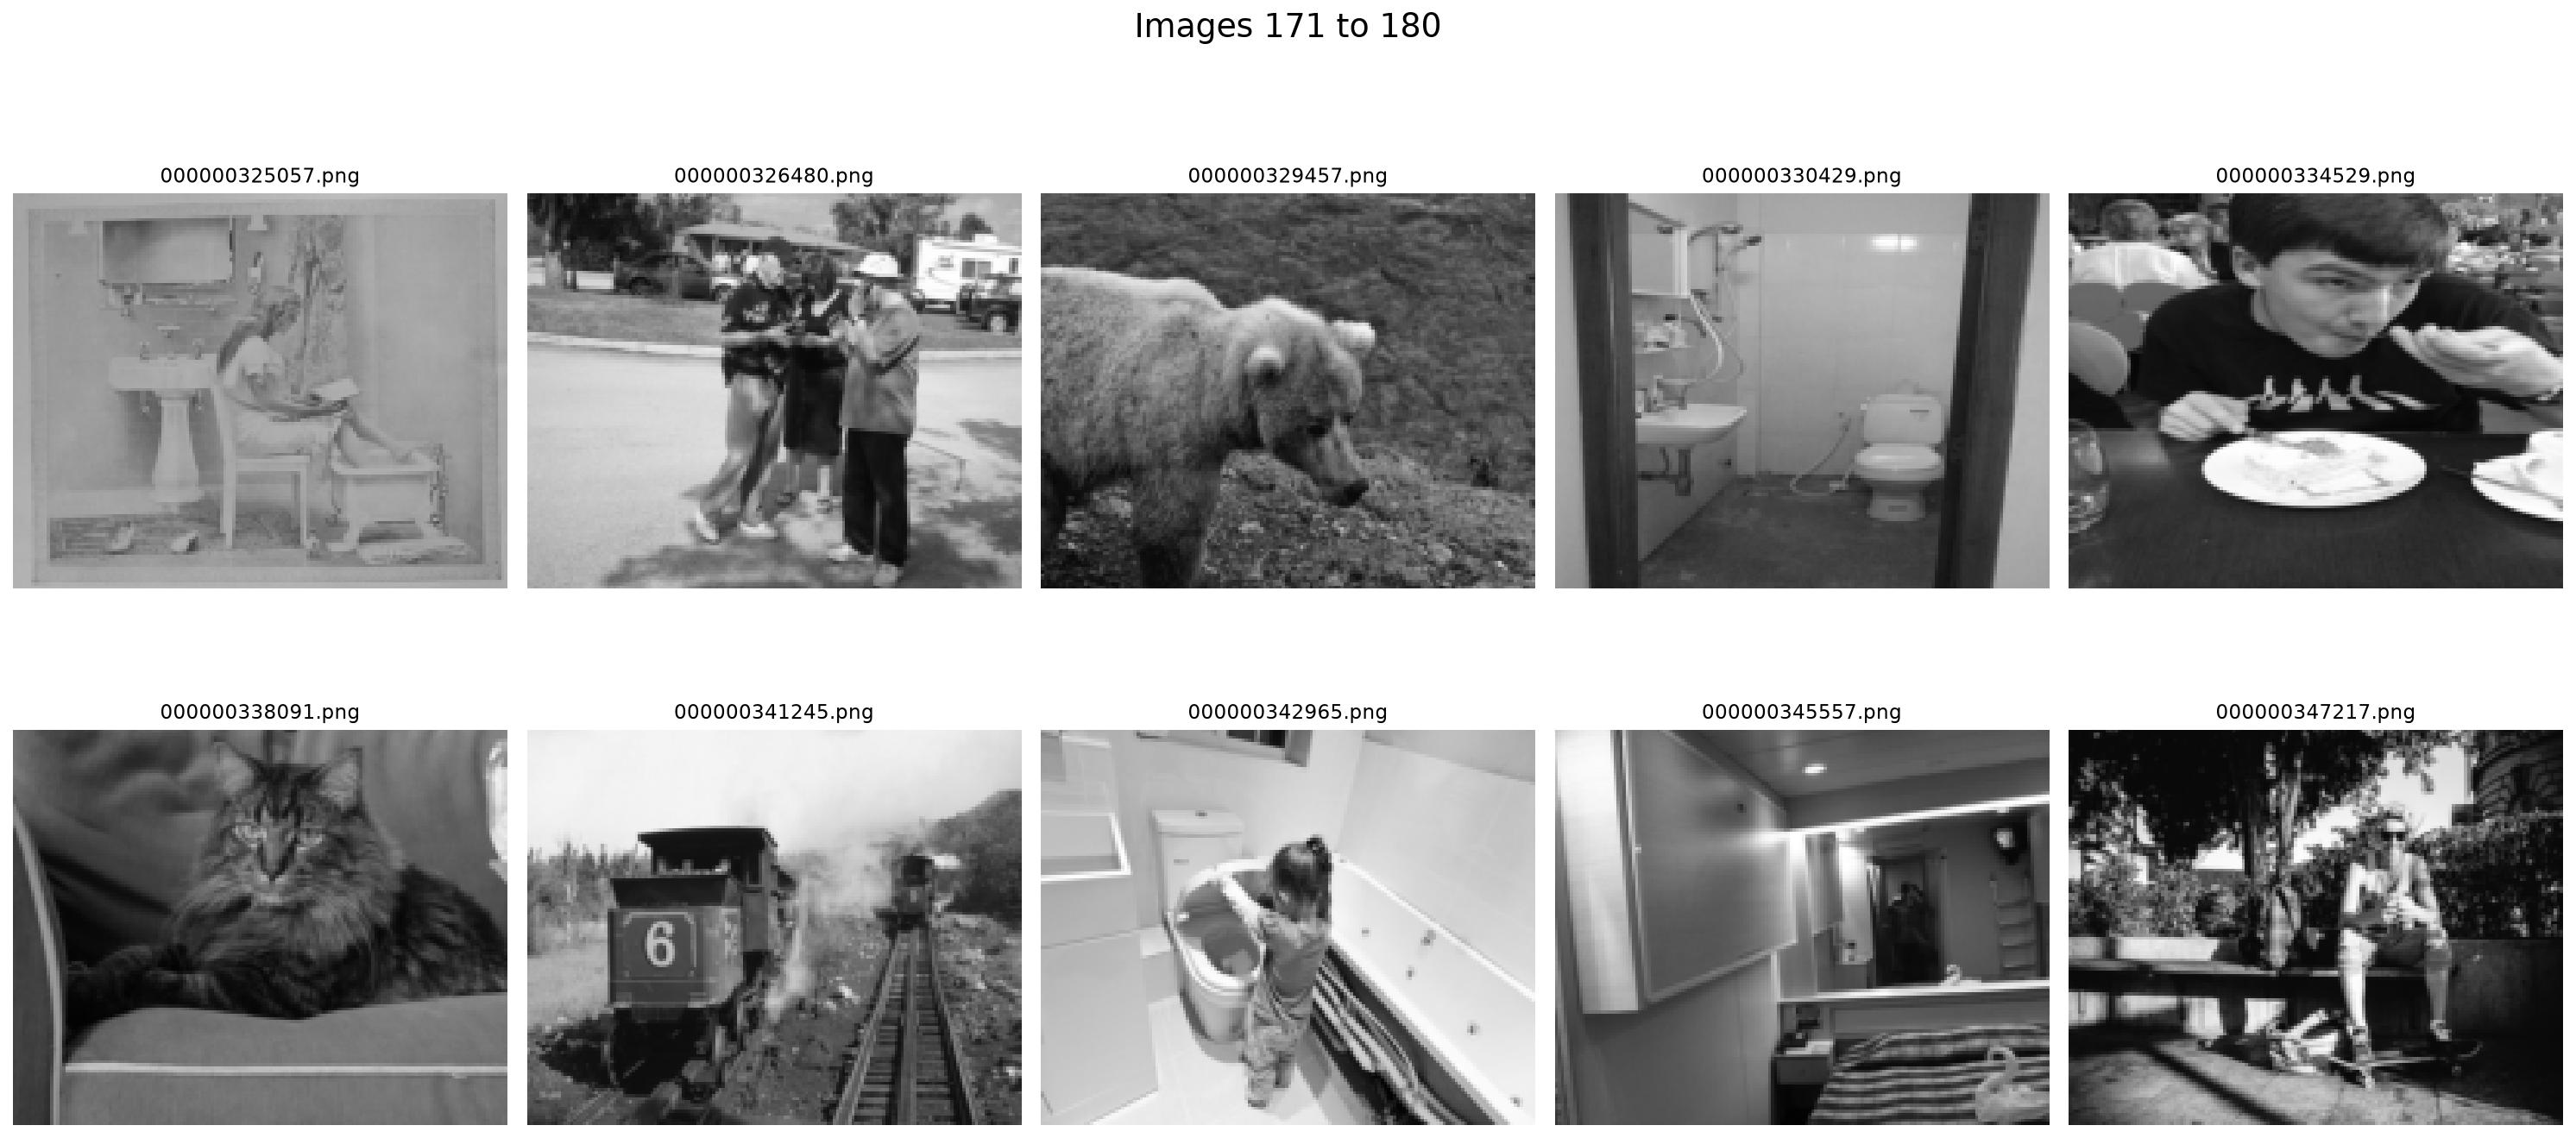 Images 171 to 180
000000325057.png
000000326480.png
000000329457.png
000000330429.png
000000334529.png
000000338091.png
000000341245.png
000000342965.png
000000345557.png
000000347217.png
6